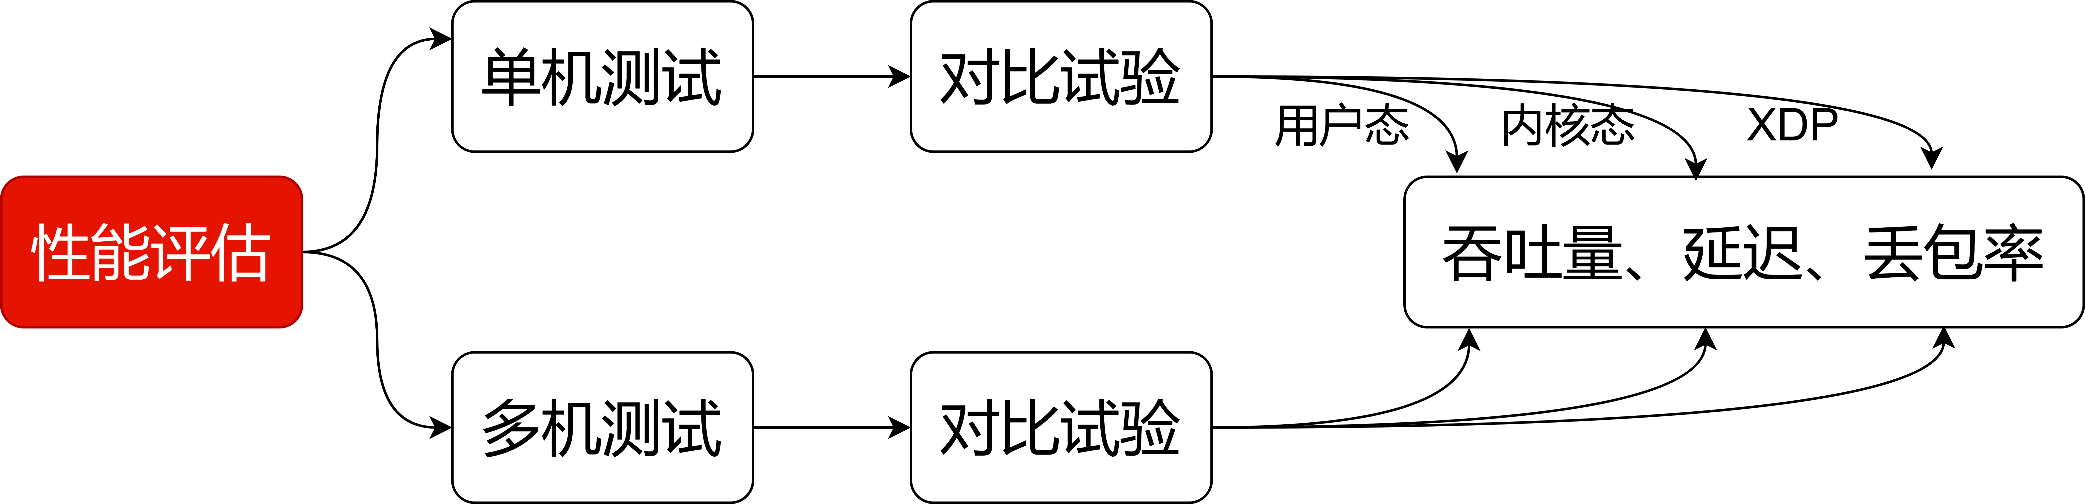 单机测试
对比试验
用户态
内核态
XDP
性能评估
吞吐量、延迟、丢包率
多机测试
对比试验